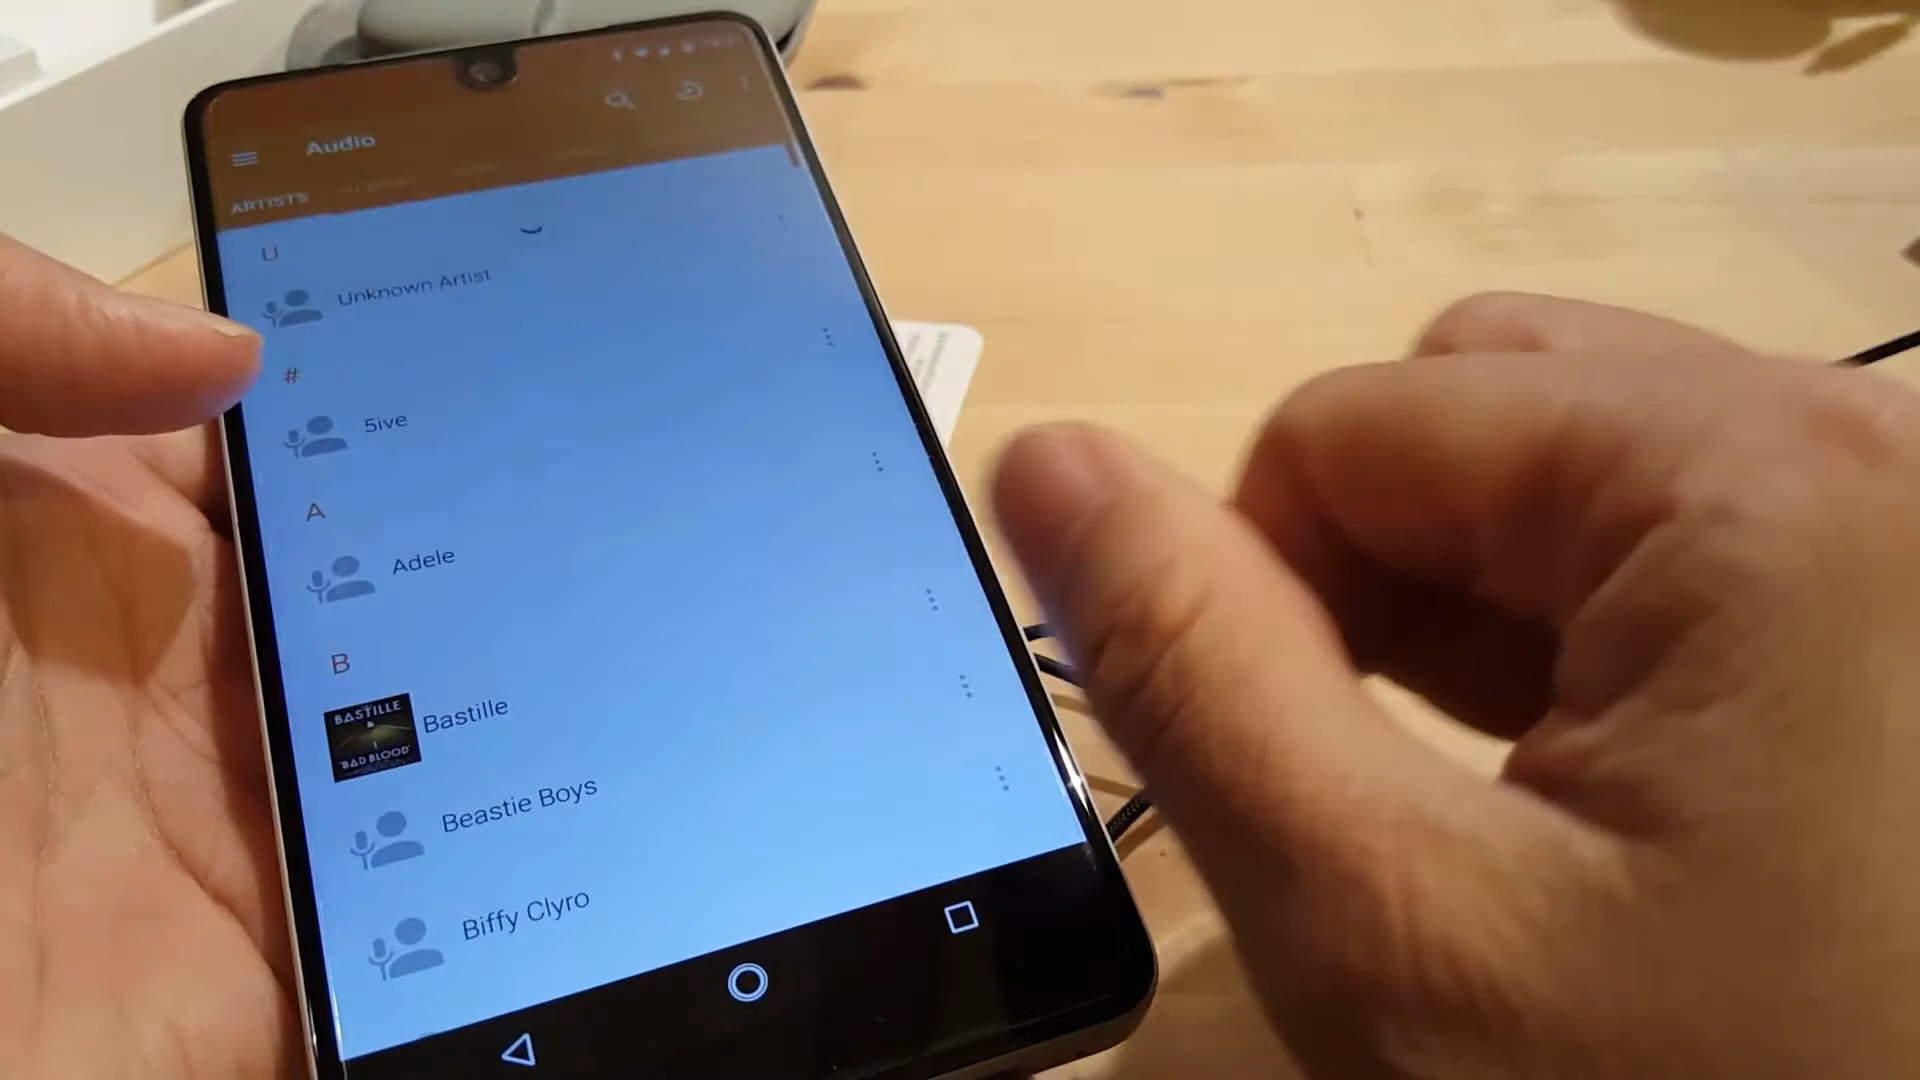 Audio
ARTISTS
U
Unknown Artist
#
5ive
A
Adele
B
BASTILLE
BAD BLOOD
Bastille
Beastie Boys
Biffy Clyro